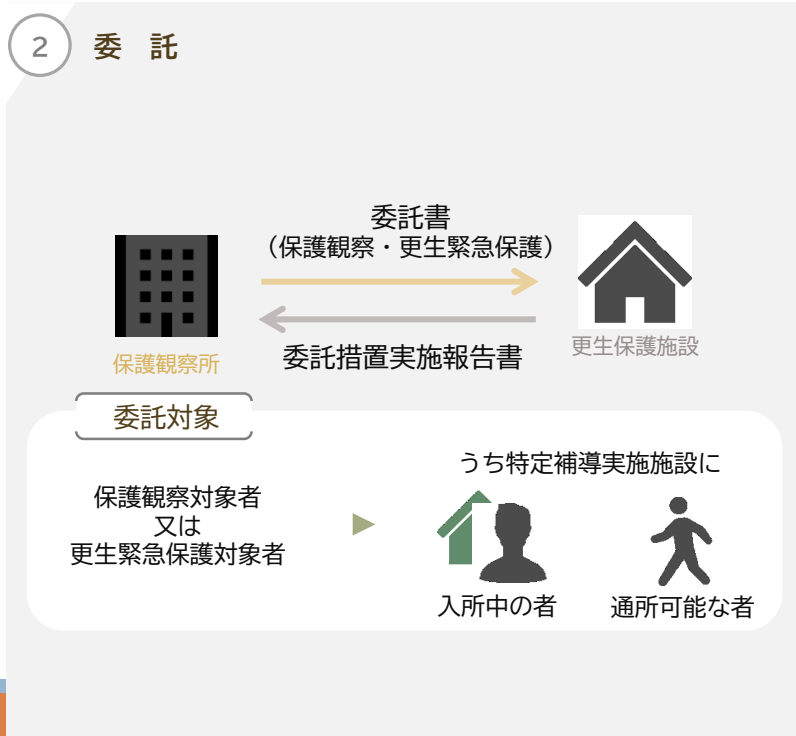 2 委 託
委託書
（保護観察・更生緊急保護）
保護観察所
委託措置実施報告書
更生保護施設
委託対象
保護観察対象者
又は
更生緊急保護対象者
うち特定補導実施施設に
入所中の者
通所可能な者